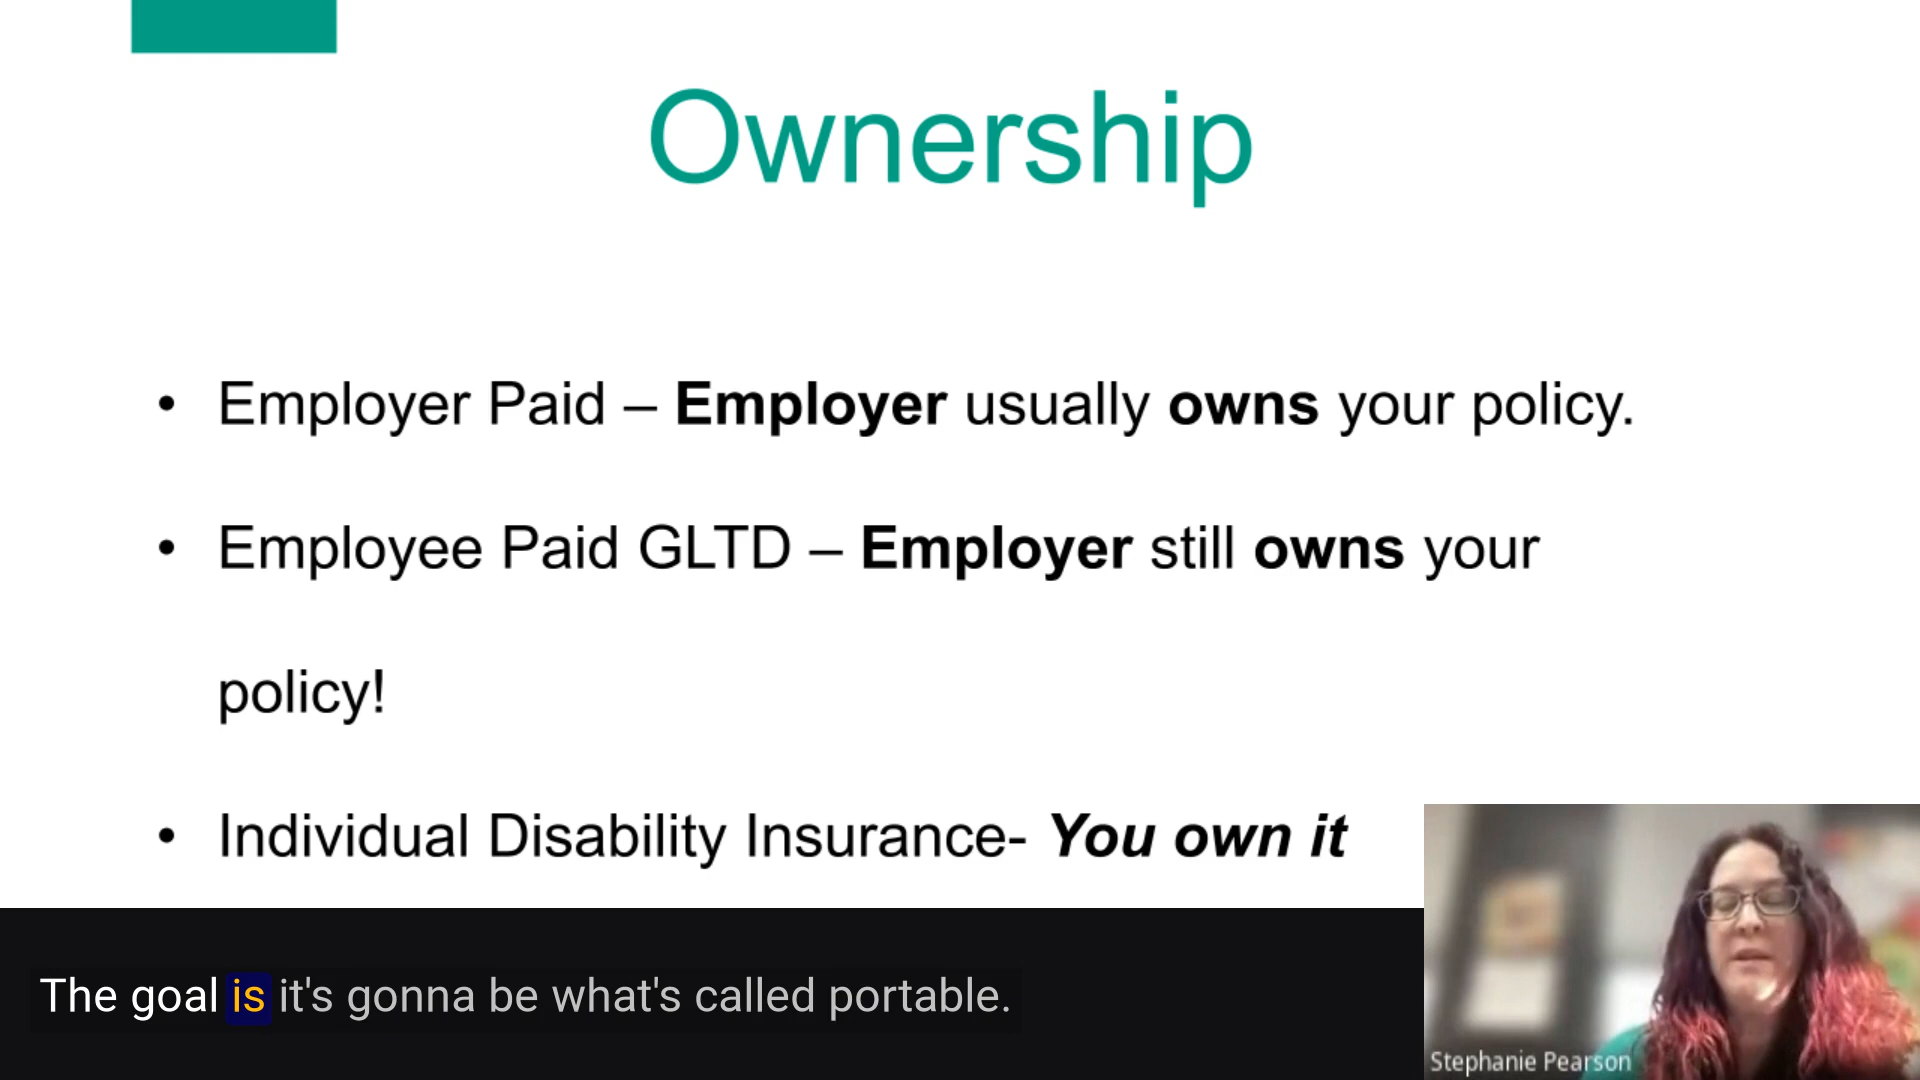 Ownership
• Employer Paid – Employer usually owns your policy.
• Employee Paid GLTD – Employer still owns your
policy!
• Individual Disability Insurance- You own it
The goal is it's gonna be what's called portable.
Stephanie Pearson